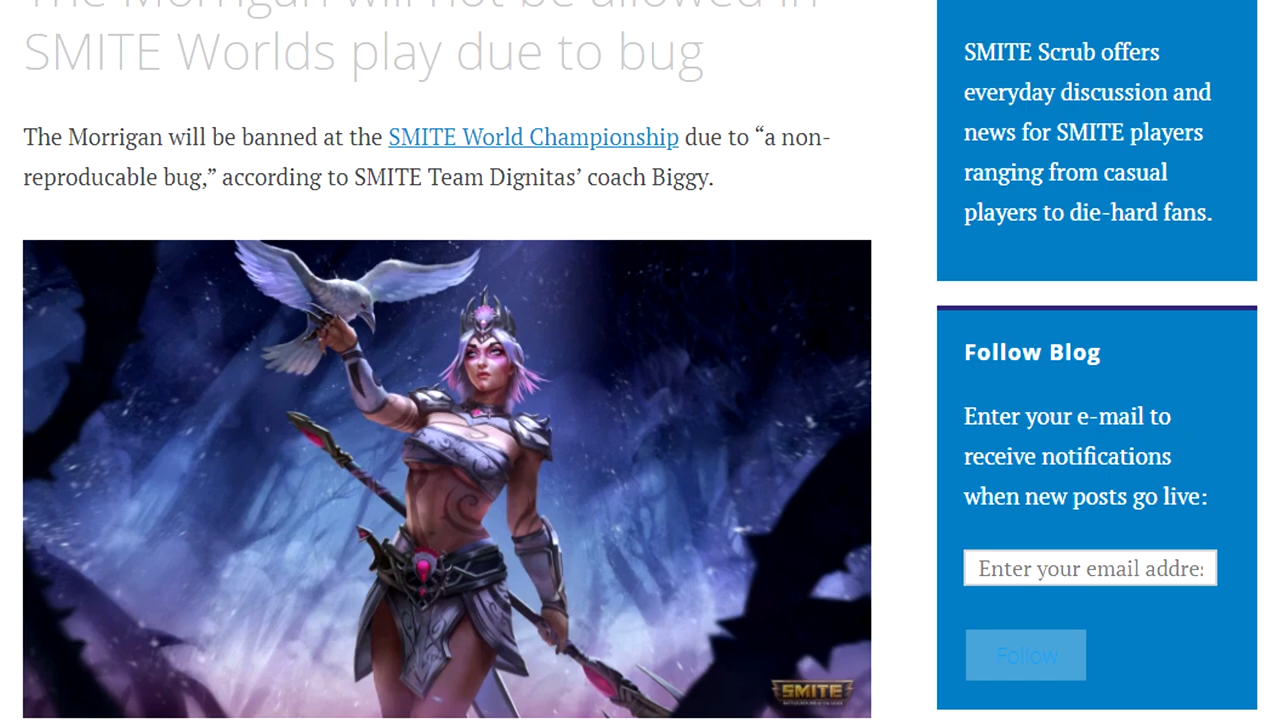 The Morrigan will not be allowed in
SMITE Worlds play due to bug
The Morrigan will be banned at the SMITE World Championship due to “a non-
reproducable bug,” according to SMITE Team Dignitas’ coach Biggy.
SMITE
SMITE Scrub offers
everyday discussion and
news for SMITE players
ranging from casual
players to die-hard fans.
Follow Blog
Enter your e-mail to
receive notifications
when new posts go live:
Enter your email addre
Follow